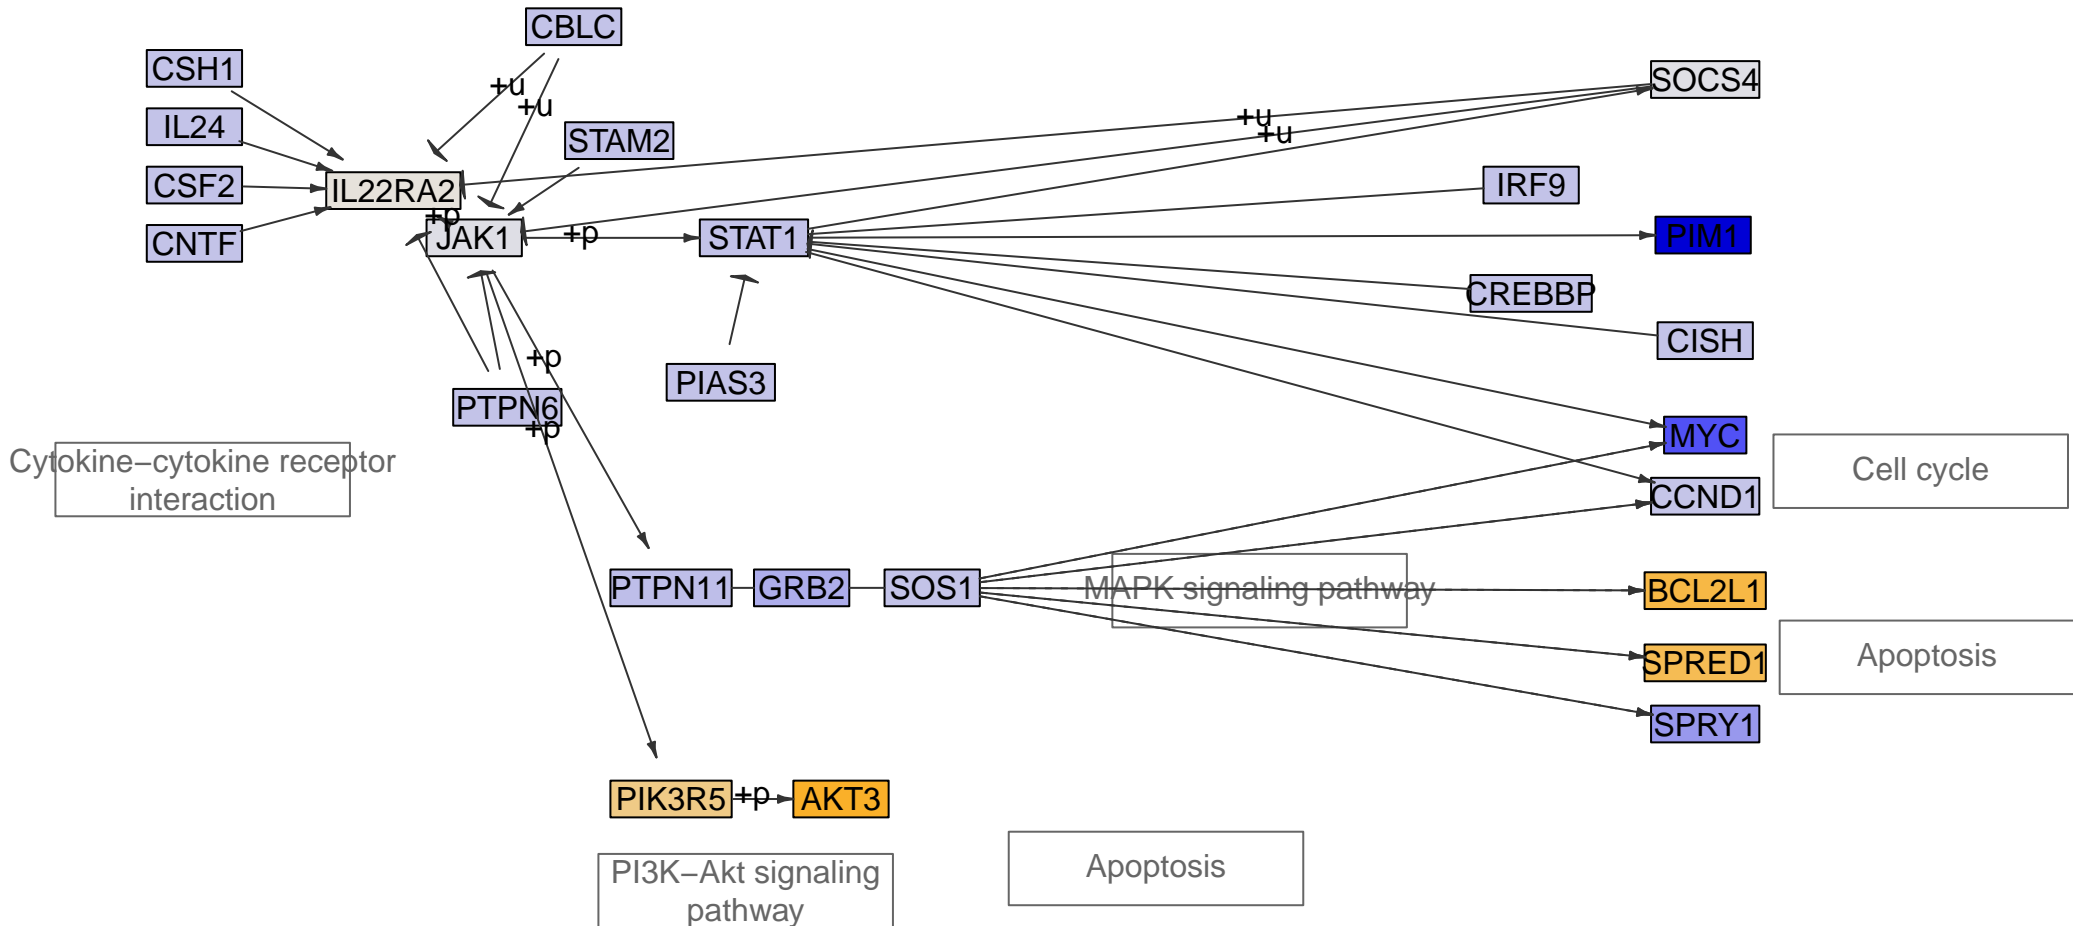 CBLC
CSH1
SOCS4
+u
+u
IL24
+u
+u
STAM2
CSF2
IL22RA2
IRF9
+p
CNTF
JAK1
+p
STAT1
PIM1
CREBBP
CISH
+p
PIAS3
PTPN6
+p
MYC
Cytokine−cytokine receptor
interaction
Cell cycle
CCND1
PTPN11
GRB2
SOS1
MAPK signaling pathway
BCL2L1
SPRED1
Apoptosis
SPRY1
PIK3R5
+p
AKT3
Apoptosis
PI3K−Akt signaling
pathway